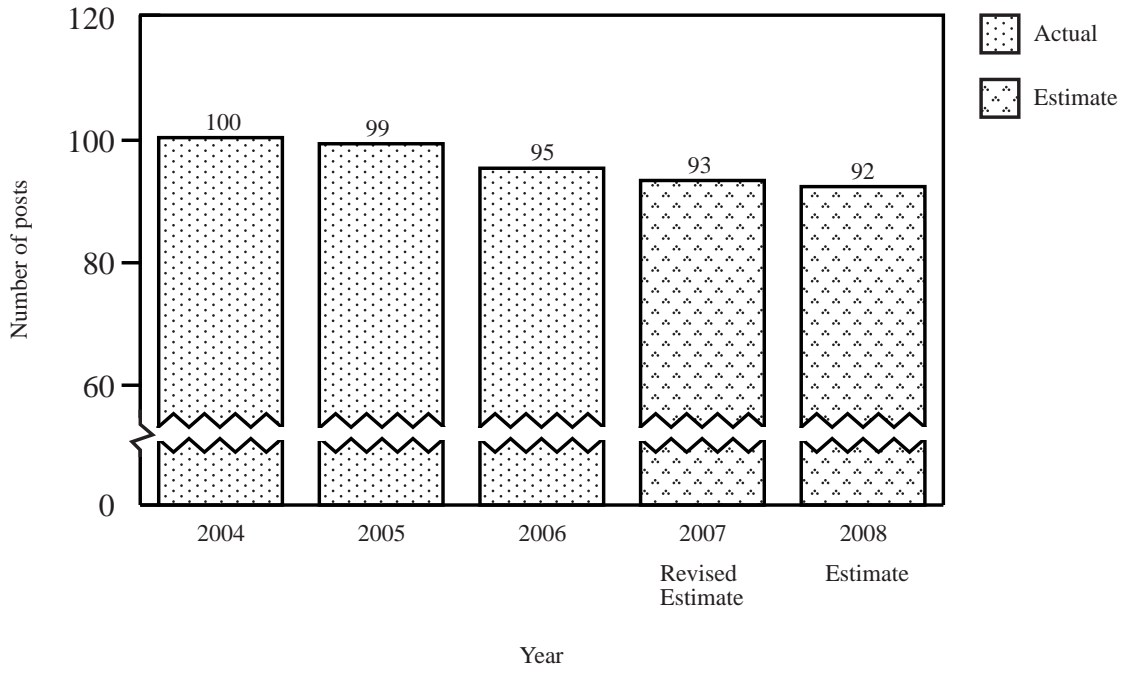 120
100
80
60
0
Number of posts
100
99
95
93
92
2004
2005
2006
2007
2008
Revised
Estimate
Estimate
Year
Actual
Estimate